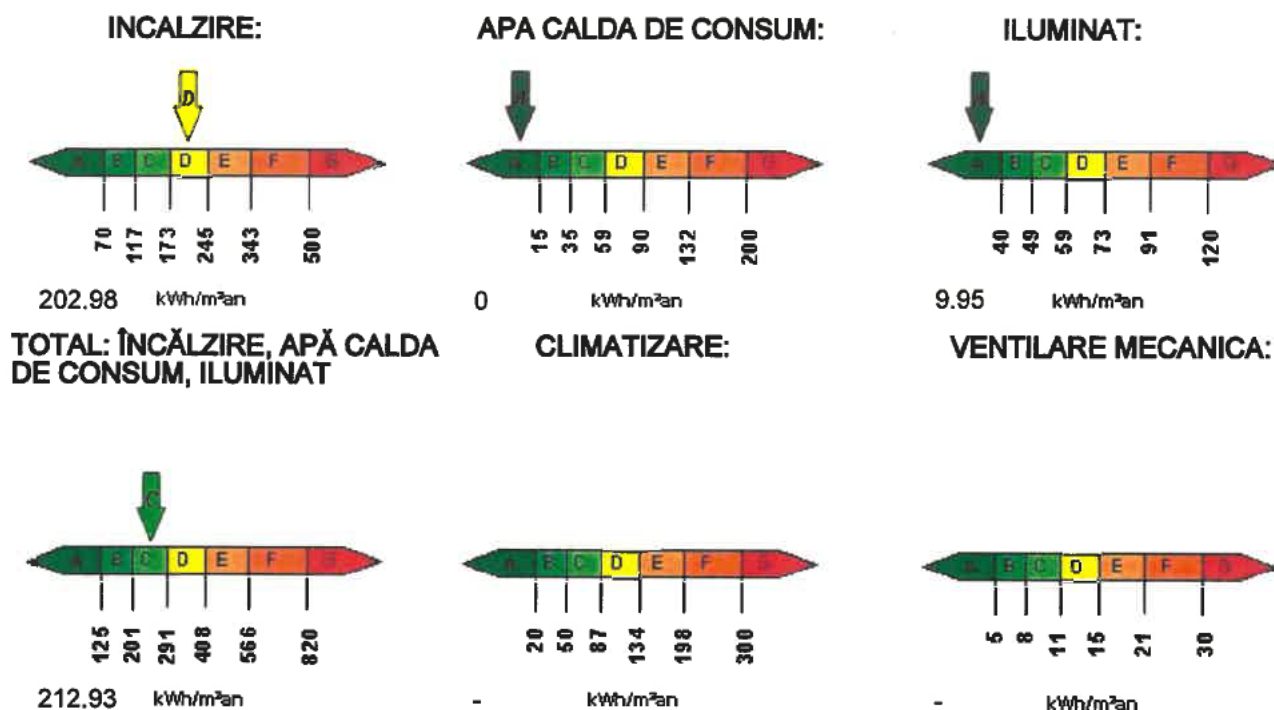 INCALZIRE:
D
A B C D E F G
70 117 173 245 343 500
202.98 kWh/m²an
APA CALDA DE CONSUM:
A
A B C D E F G
15 35 59 90 132 200
0 kWh/m²an
ILUMINAT:
A
A B C D E F G
40 49 59 73 91 120
9.95 kWh/m²an
TOTAL: ÎNCĂLZIRE, APĂ CALDA
DE CONSUM, ILUMINAT
C
A B C D E F G
125 201 291 408 566 820
212.93 kWh/m²an
CLIMATIZARE:
A B C D E F G
20 50 87 134 198 300
- kWh/m²an
VENTILARE MECANICA:
A B C D E F G
5 8 11 15 21 30
- kWh/m²an